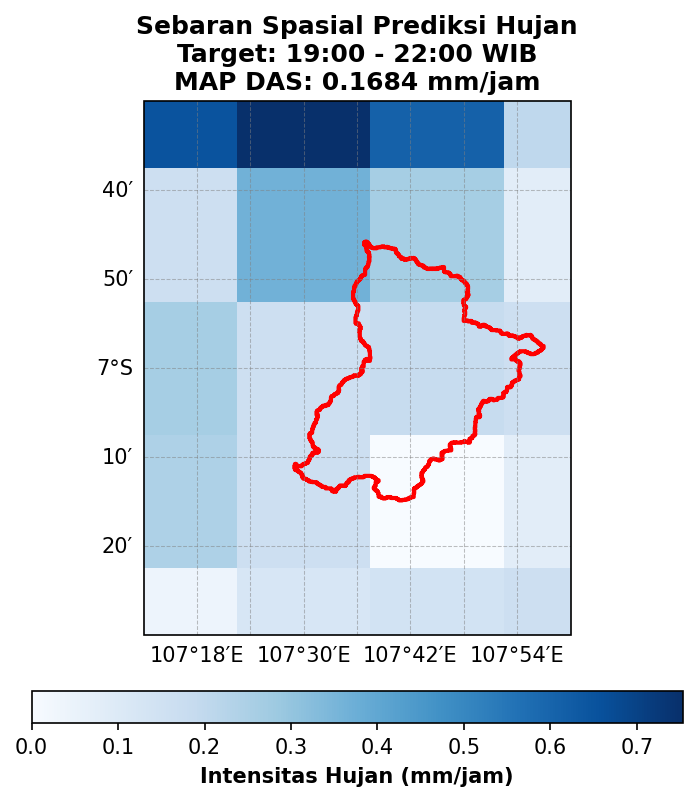 Sebaran Spasial Prediksi Hujan
Target: 19:00 - 22:00 WIB
MAP DAS: 0.1684 mm/jam
40′
50′
7°S
10′
20′
107°18′E 107°30′E 107°42′E 107°54′E
0.0 0.1 0.2 0.3 0.4 0.5 0.6 0.7
Intensitas Hujan (mm/jam)